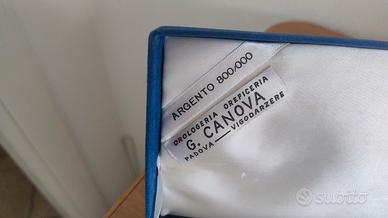 ARGENTO 800/000
OROLOGERIA OREFICERIA
G. CANOVA
PADOVA — VIGODARZERE
subito